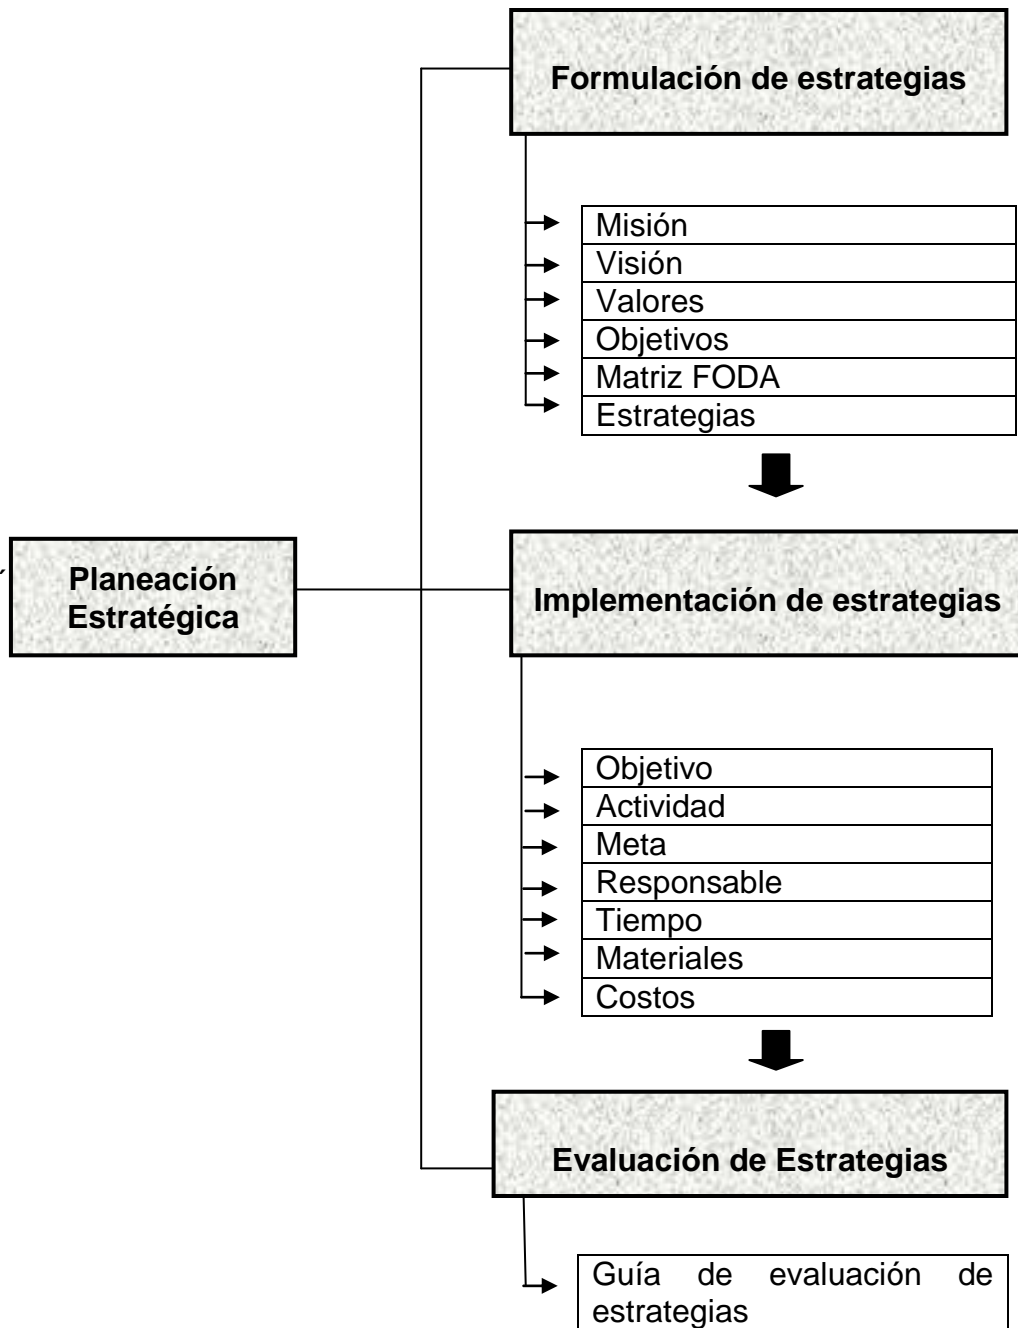 Formulación de estrategias
Misión
Visión
Valores
Objetivos
Matriz FODA
Estrategias
Planeación
Estratégica
Implementación de estrategias
Objetivo
Actividad
Meta
Responsable
Tiempo
Materiales
Costos
Evaluación de Estrategias
Guía de evaluación de
estrategias